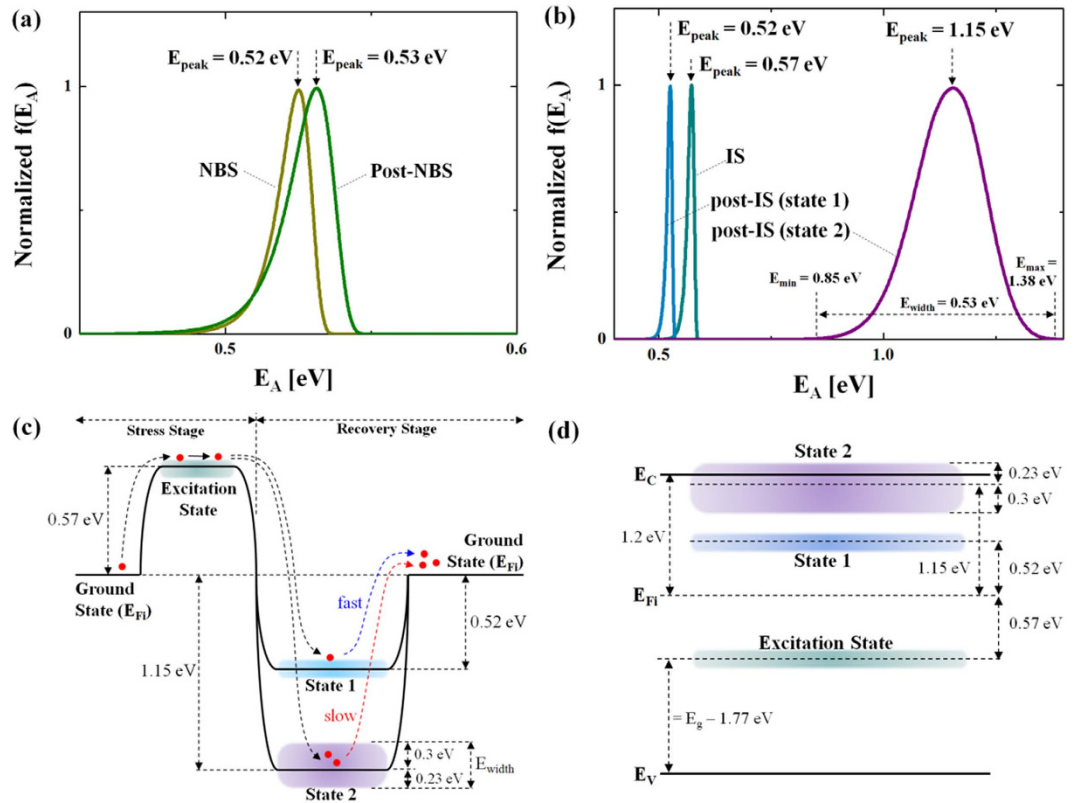 (a)
E_peak = 0.52 eV
E_peak = 0.53 eV
Normalized f(E_A)
1
0
NBS
Post-NBS
0.5
0.6
E_A [eV]
(b)
E_peak = 0.52 eV
E_peak = 1.15 eV
E_peak = 0.57 eV
Normalized f(E_A)
1
0
IS
post-IS (state 1)
post-IS (state 2)
E_min = 0.85 eV
E_max =
1.38 eV
E_width = 0.53 eV
0.5
1.0
E_A [eV]
(c)
Stress Stage
Recovery Stage
Excitation
State
0.57 eV
Ground
State (E_Fi)
Ground
State (E_Fi)
fast
0.52 eV
1.15 eV
State 1
slow
0.3 eV
E_width
0.23 eV
State 2
(d)
State 2
E_C
0.23 eV
0.3 eV
1.2 eV
State 1
1.15 eV
0.52 eV
E_Fi
0.57 eV
Excitation State
= E_g – 1.77 eV
E_V